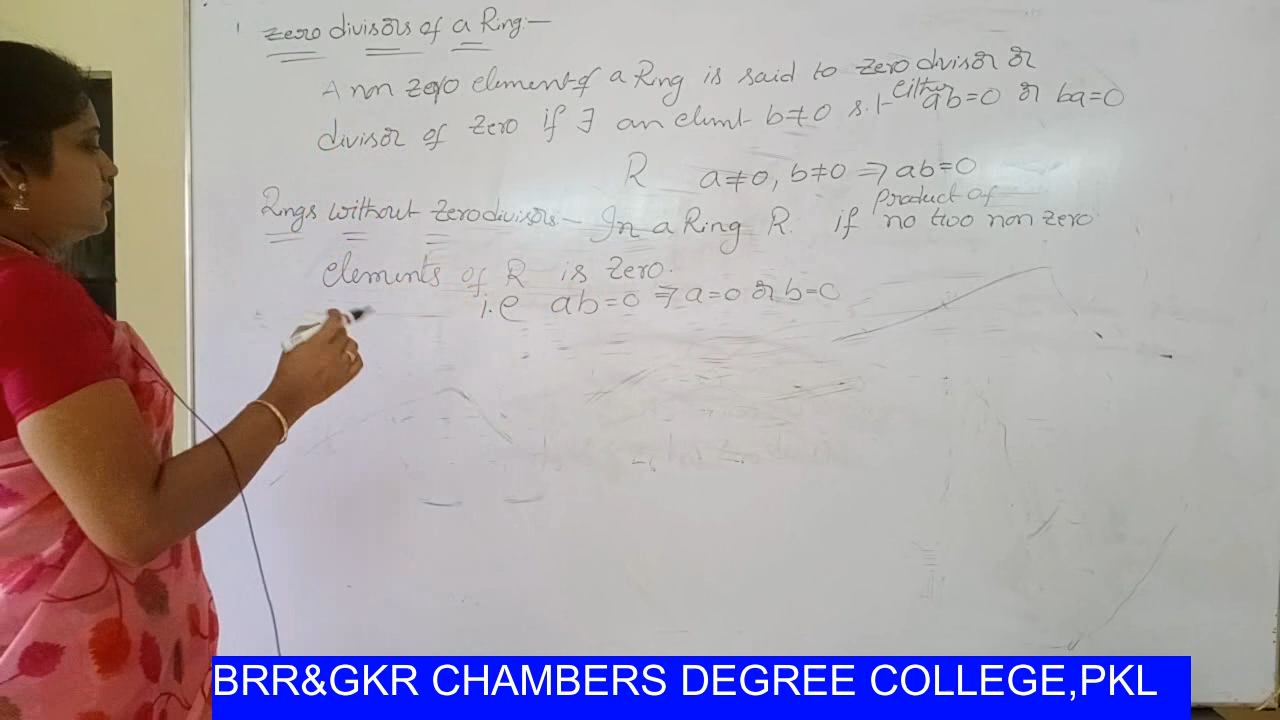 Zero divisors of a Ring:-
A non zero element of a Ring is said to zero divisor or
divisor of zero if ∃ an elemt b≠0 s.t either ab=0 or ba=0
R a≠0, b≠0 ⇒ ab=0
Rings without zerodivisors- In a Ring R. if product of no two non zero
elements of R is zero.
i.e ab=0 ⇒ a=0 or b=0
BRR&GKR CHAMBERS DEGREE COLLEGE,PKL